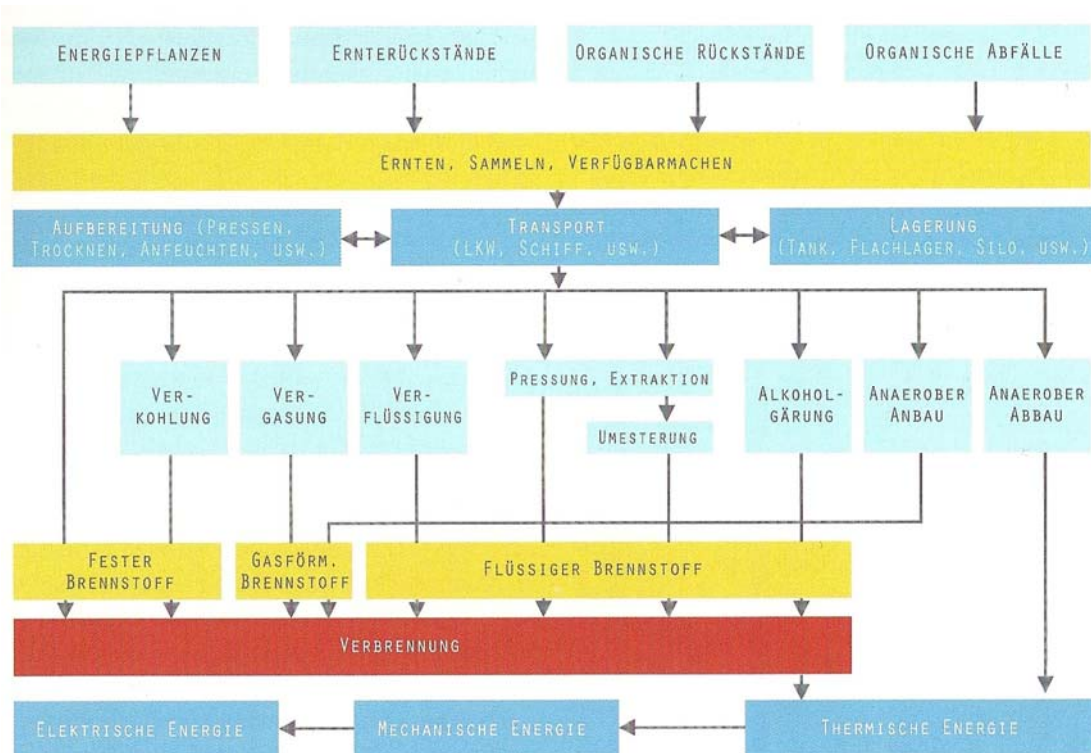 ENERGIEPFLANZEN
ERNTERÜCKSTÄNDE
ORGANISCHE RÜCKSTÄNDE
ORGANISCHE ABFÄLLE
ERNTEN, SAMMELN, VERFÜGBARMACHEN
AUFBEREITUNG (PRESSEN,
TROCKNEN, ANFEUCHTEN, USW.)
TRANSPORT
(LKW, SCHIFF, USW.)
LAGERUNG
(TANK, FLACHLAGER, SILO, USW.)
VER-
KOHLUNG
VER-
GASUNG
VER-
FLÜSSIGUNG
PRESSUNG, EXTRAKTION
UMESTERUNG
ALKOHOL-
GÄRUNG
ANAEROBER
ANBAU
ANAEROBER
ABBAU
FESTER
BRENNSTOFF
GASFÖRM.
BRENNSTOFF
FLÜSSIGER BRENNSTOFF
VERBRENNUNG
ELEKTRISCHE ENERGIE
MECHANISCHE ENERGIE
THERMISCHE ENERGIE